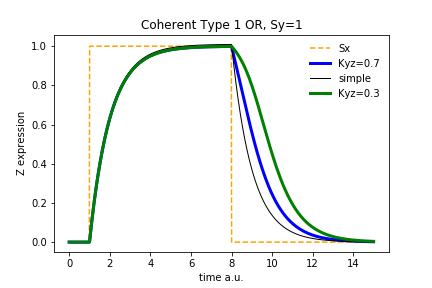 Coherent Type 1 OR, Sy=1
Sx
Kyz=0.7
simple
Kyz=0.3
Z expression
1.0
0.8
0.6
0.4
0.2
0.0
0 2 4 6 8 10 12 14
time a.u.